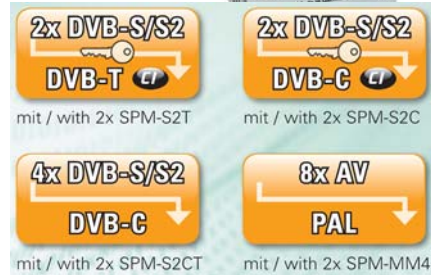 2x DVB-S/S2
DVB-T CI
mit / with 2x SPM-S2T
2x DVB-S/S2
DVB-C CI
mit / with 2x SPM-S2C
4x DVB-S/S2
DVB-C
mit / with 2x SPM-S2CT
8x AV
PAL
mit / with 2x SPM-MM4